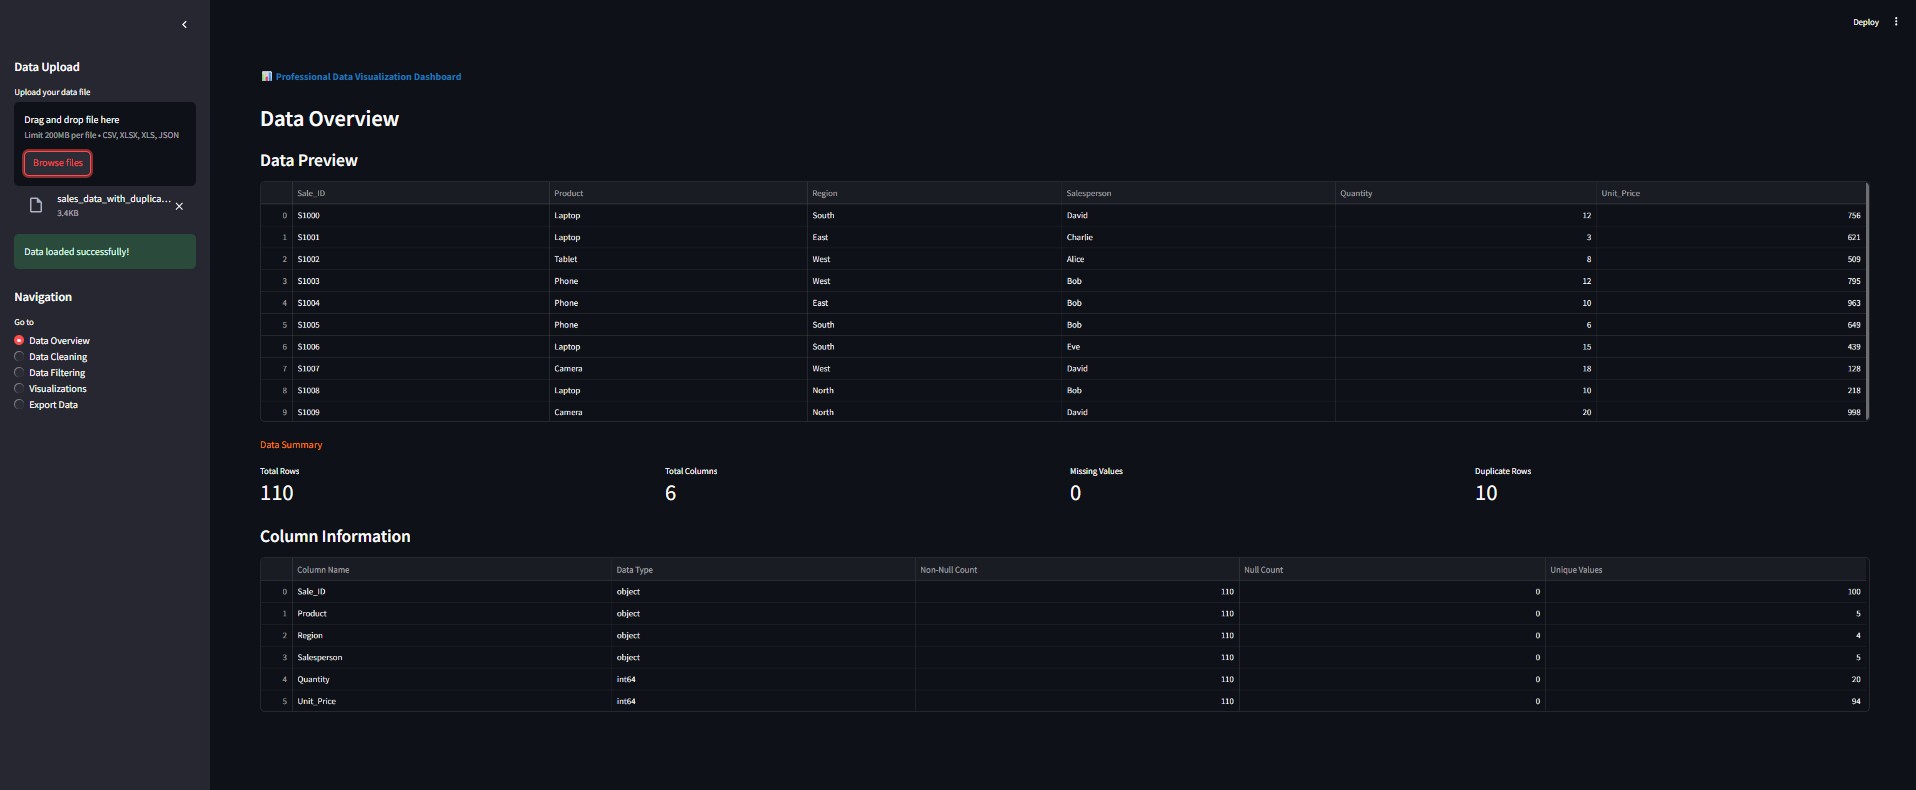 Deploy
Data Upload
Upload your data file
Drag and drop file here
Limit 200MB per file • CSV, XLSX, XLS, JSON
Browse files
sales_data_with_duplica...
3.4KB
Data loaded successfully!
Navigation
Go to
Data Overview
Data Cleaning
Data Filtering
Visualizations
Export Data
📊 Professional Data Visualization Dashboard
Data Overview
Data Preview
Sale_ID Product Region Salesperson Quantity Unit_Price
0 S1000 Laptop South David 12 756
1 S1001 Laptop East Charlie 3 621
2 S1002 Tablet West Alice 8 509
3 S1003 Phone West Bob 12 795
4 S1004 Phone East Bob 10 963
5 S1005 Phone South Bob 6 649
6 S1006 Laptop South Eve 15 439
7 S1007 Camera West David 18 128
8 S1008 Laptop North Bob 10 218
9 S1009 Camera North David 20 998
Data Summary
Total Rows Total Columns Missing Values Duplicate Rows
110 6 0 10
Column Information
Column Name Data Type Non-Null Count Null Count Unique Values
0 Sale_ID object 110 0 100
1 Product object 110 0 5
2 Region object 110 0 4
3 Salesperson object 110 0 5
4 Quantity int64 110 0 20
5 Unit_Price int64 110 0 94